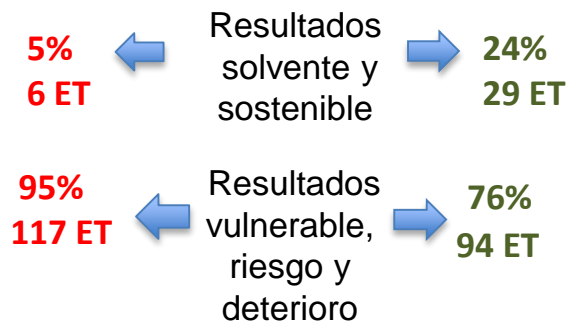 5%
6 ET
Resultados
solvente y
sostenible
24%
29 ET
95%
117 ET
Resultados
vulnerable,
riesgo y
deterioro
76%
94 ET